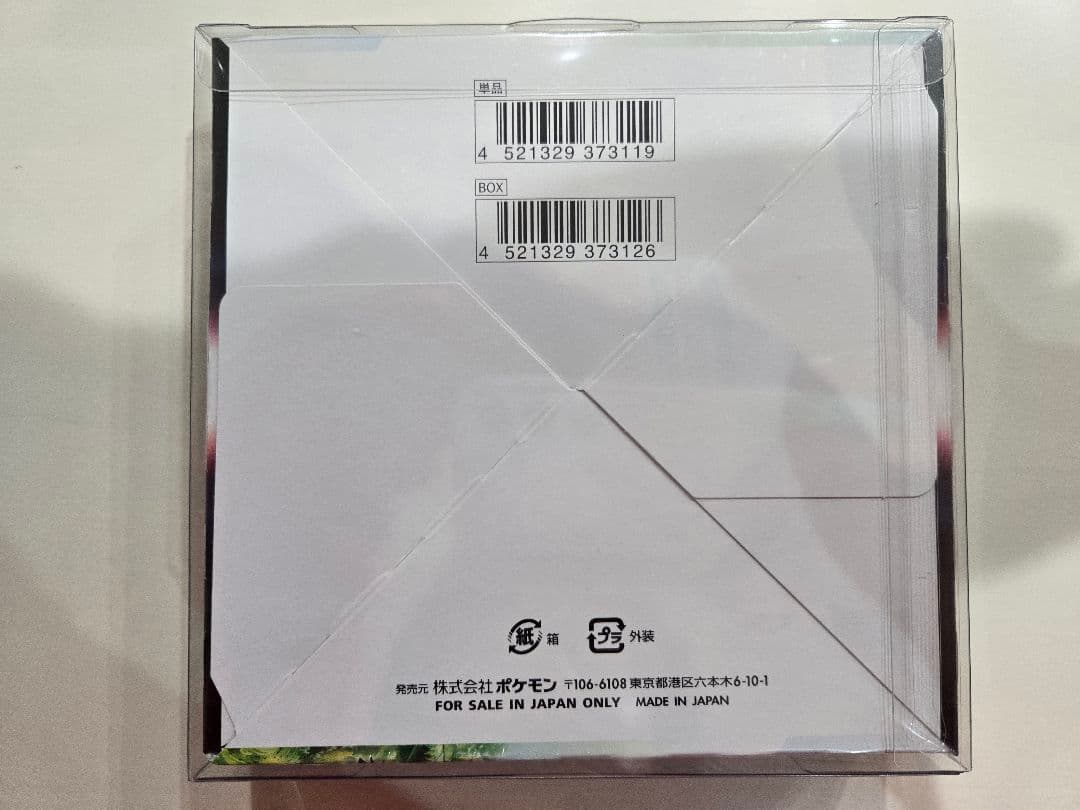 単品
4 521329 373119
BOX
4 521329 373126
紙 箱 プラ 外装
発売元 株式会社ポケモン 〒106-6108 東京都港区六本木6-10-1
FOR SALE IN JAPAN ONLY MADE IN JAPAN